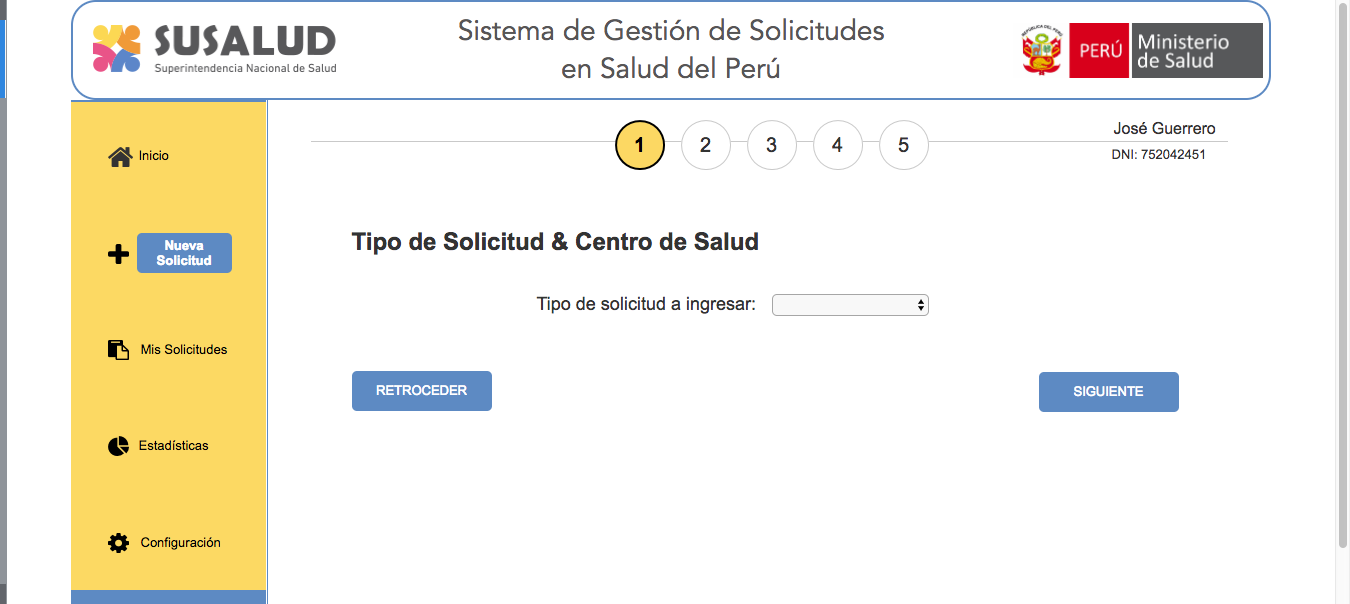 SUSALUD
Superintendencia Nacional de Salud
Sistema de Gestión de Solicitudes
en Salud del Perú
REPÚBLICA DEL PERÚ
PERÚ
Ministerio
de Salud
1
2
3
4
5
José Guerrero
DNI: 752042451
Inicio
Nueva
Solicitud
Mis Solicitudes
Estadísticas
Configuración
Tipo de Solicitud & Centro de Salud
Tipo de solicitud a ingresar:
RETROCEDER
SIGUIENTE